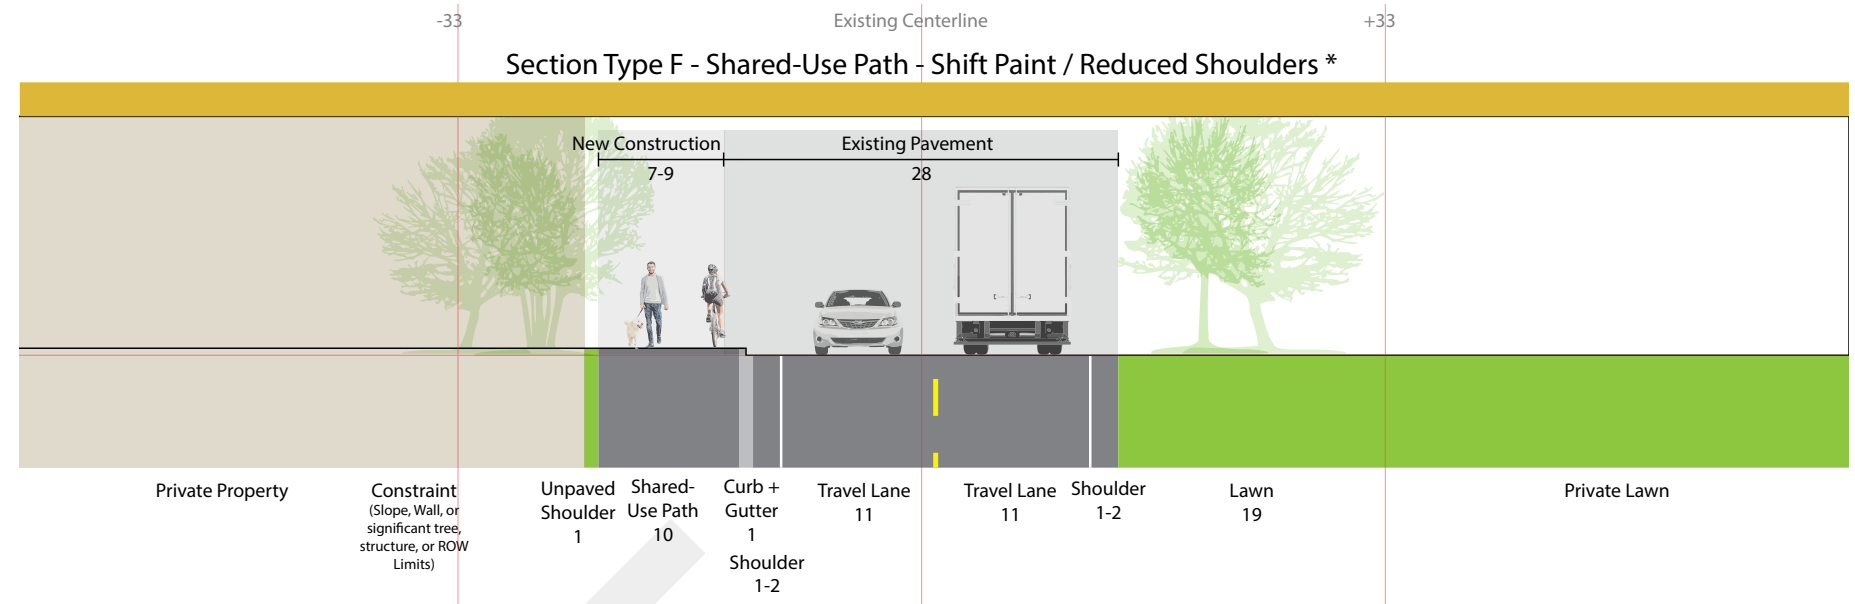 -33
Existing Centerline
+33
Section Type F - Shared-Use Path - Shift Paint / Reduced Shoulders *
New Construction
7-9
Existing Pavement
28
Private Property
Constraint
(Slope, Wall, or
significant tree,
structure, or ROW
Limits)
Unpaved
Shoulder
1
Shared-
Use Path
10
Curb +
Gutter
1
Shoulder
1-2
Travel Lane
11
Travel Lane
11
Shoulder
1-2
Lawn
19
Private Lawn